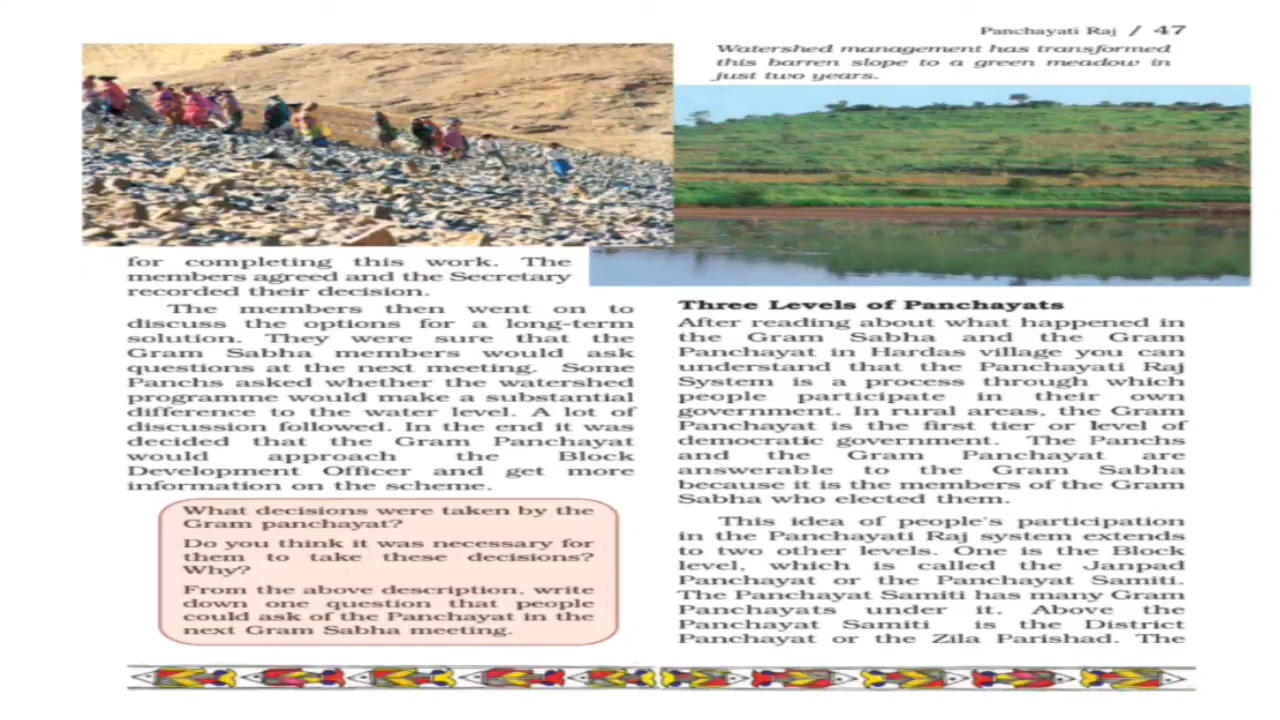 Panchayati Raj / 47
Watershed management has transformed
this barren slope to a green meadow in
just two years.
for completing this work. The
members agreed and the Secretary
recorded their decision.
The members then went on to
discuss the options for a long-term
solution. They were sure that the
Gram Sabha members would ask
questions at the next meeting. Some
Panchs asked whether the watershed
programme would make a substantial
difference to the water level. A lot of
discussion followed. In the end it was
decided that the Gram Panchayat
would approach the Block
Development Officer and get more
information on the scheme.
What decisions were taken by the
Gram panchayat?
Do you think it was necessary for
them to take these decisions?
Why?
From the above description, write
down one question that people
could ask of the Panchayat in the
next Gram Sabha meeting.
Three Levels of Panchayats
After reading about what happened in
the Gram Sabha and the Gram
Panchayat in Hardas village you can
understand that the Panchayati Raj
System is a process through which
people participate in their own
government. In rural areas, the Gram
Panchayat is the first tier or level of
democratic government. The Panchs
and the Gram Panchayat are
answerable to the Gram Sabha
because it is the members of the Gram
Sabha who elected them.
This idea of people's participation
in the Panchayati Raj system extends
to two other levels. One is the Block
level, which is called the Janpad
Panchayat or the Panchayat Samiti.
The Panchayat Samiti has many Gram
Panchayats under it. Above the
Panchayat Samiti is the District
Panchayat or the Zila Parishad. The